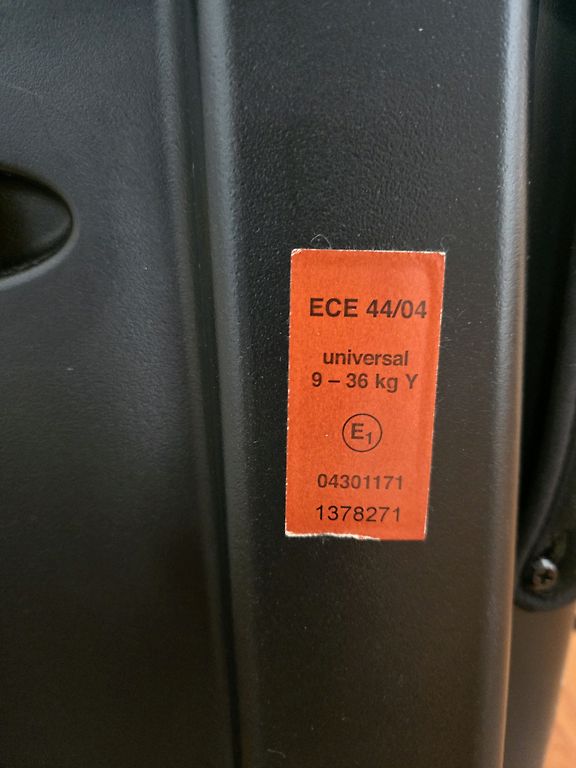 ECE 44/04
universal
9 – 36 kg Y
E1
04301171
1378271